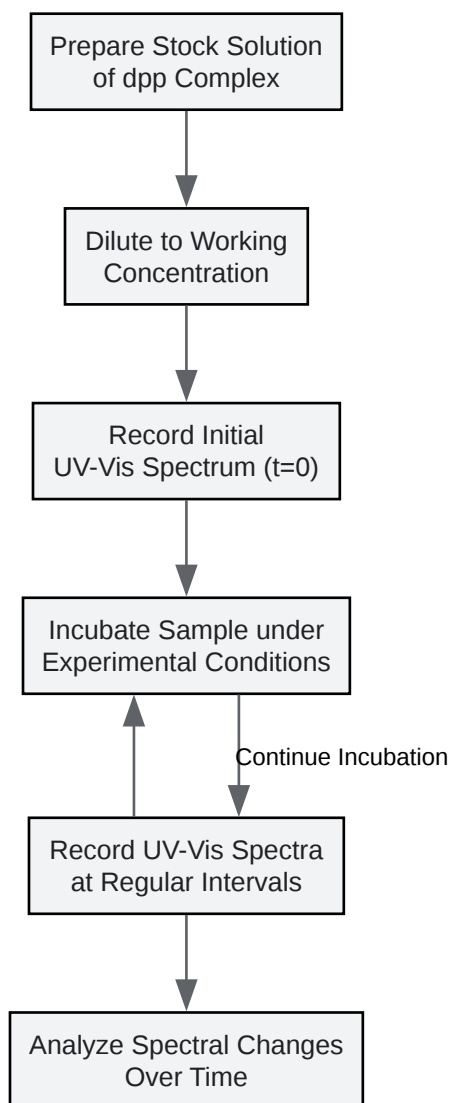 Prepare Stock Solution
of dpp Complex
Dilute to Working
Concentration
Record Initial
UV-Vis Spectrum (t=0)
Incubate Sample under
Experimental Conditions
Continue Incubation
Record UV-Vis Spectra
at Regular Intervals
Analyze Spectral Changes
Over Time